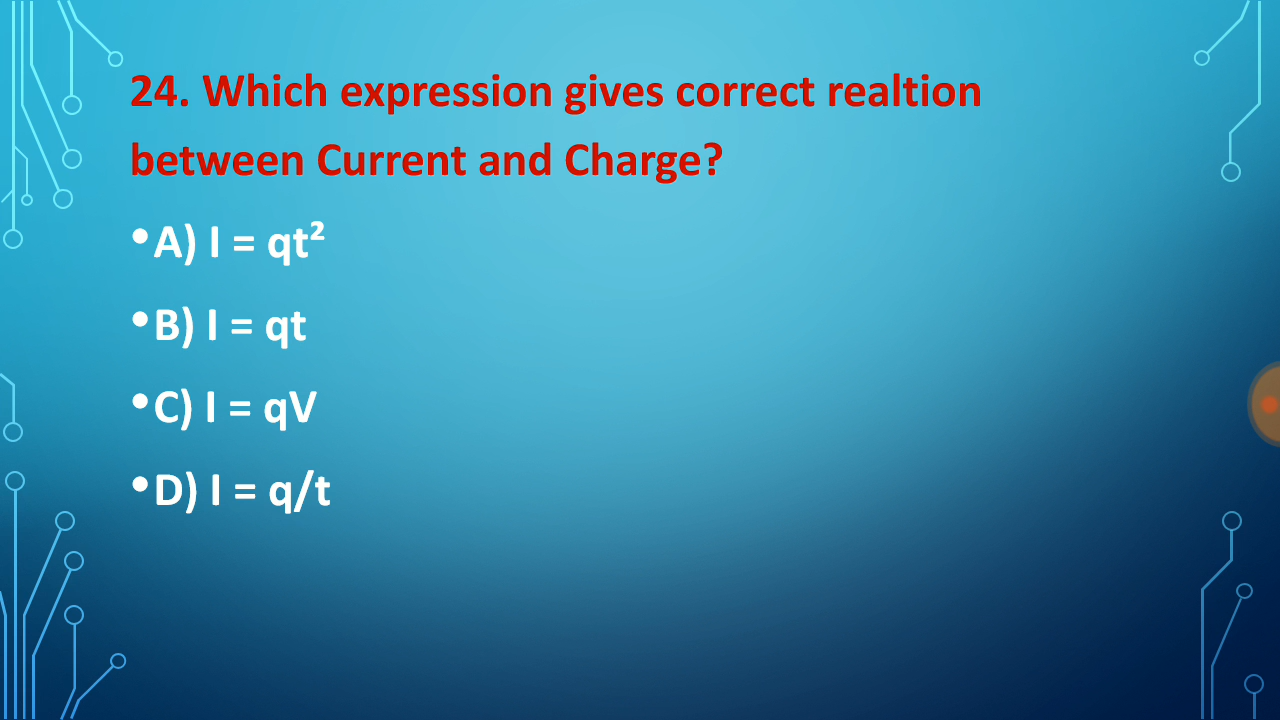 24. Which expression gives correct realtion
between Current and Charge?
•A) I = qt²
•B) I = qt
•C) I = qV
•D) I = q/t